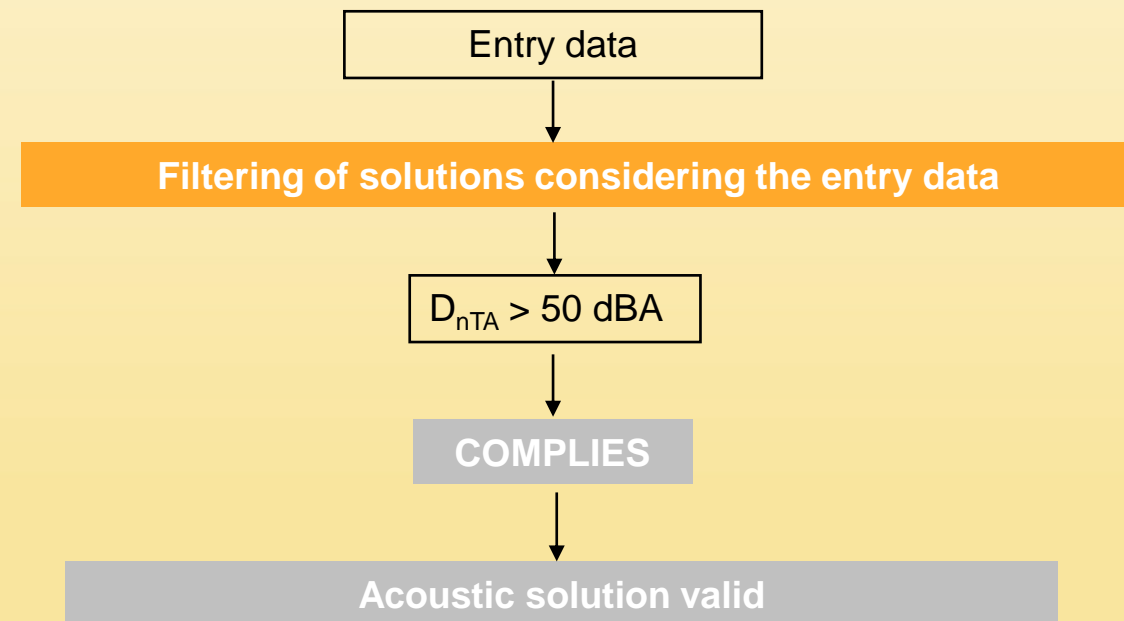 Entry data
Filtering of solutions considering the entry data
DnTA > 50 dBA
COMPLIES
Acoustic solution valid